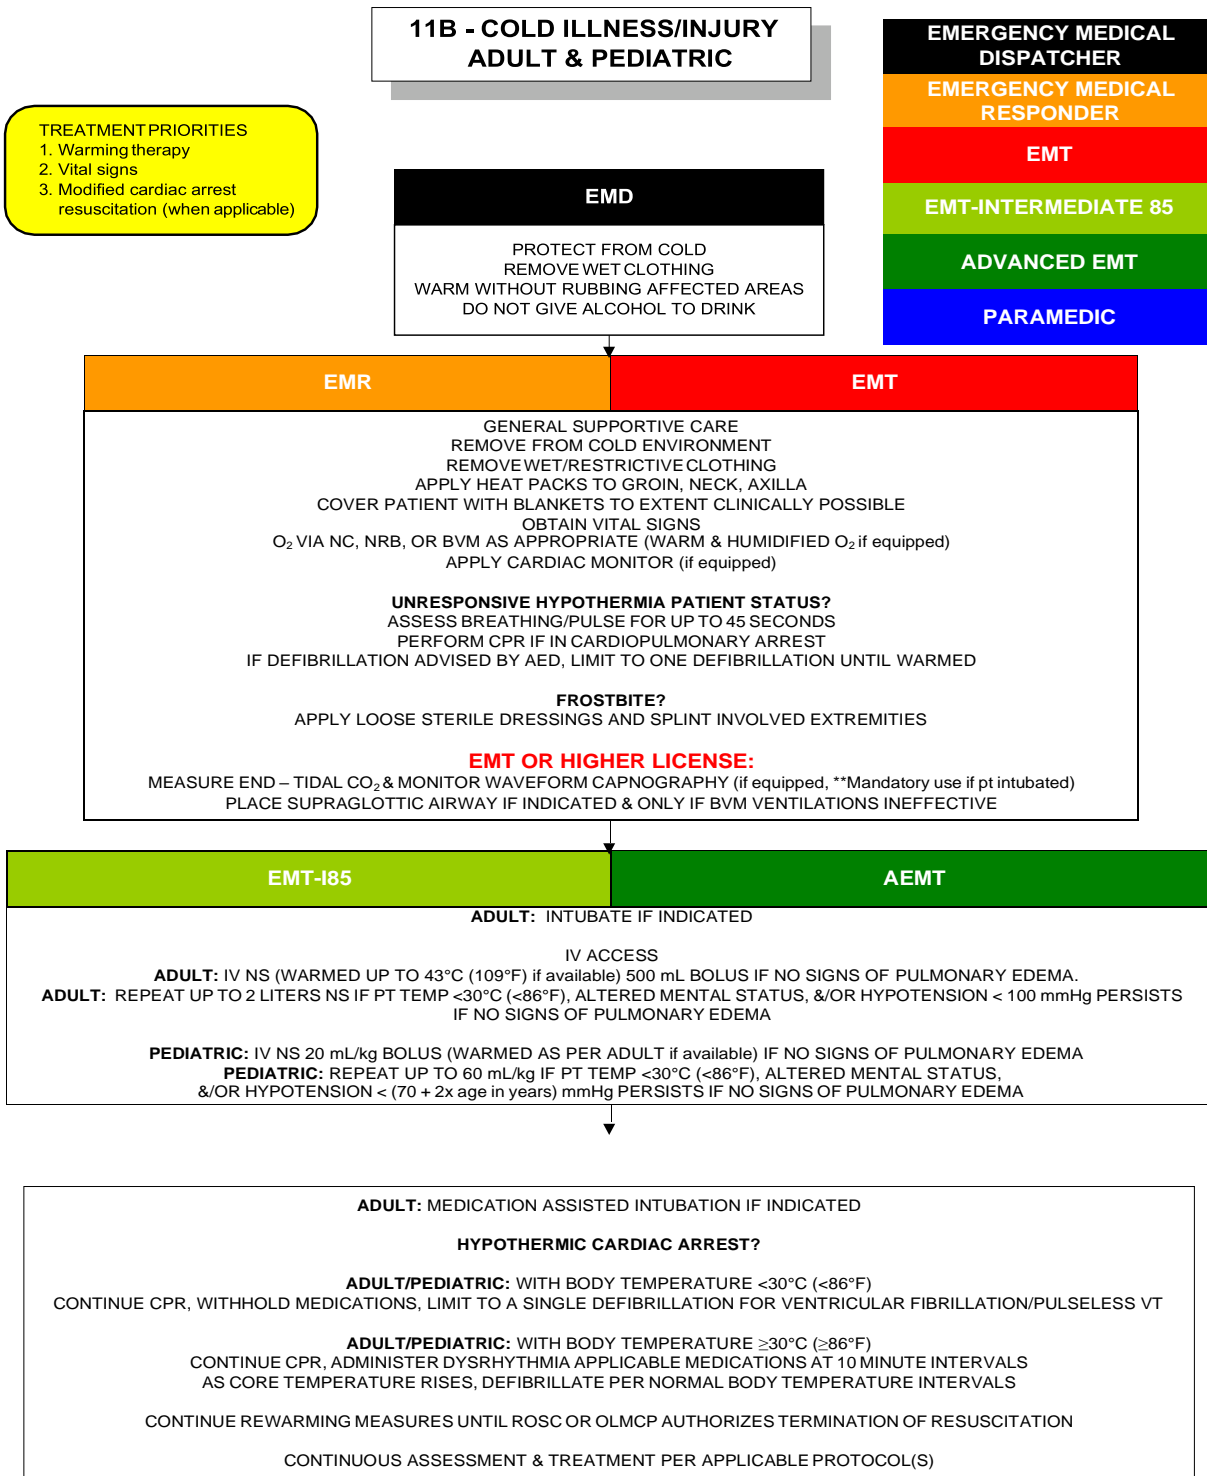 11B - COLD ILLNESS/INJURY
ADULT & PEDIATRIC
EMERGENCY MEDICAL
DISPATCHER
EMERGENCY MEDICAL
RESPONDER
EMT
EMT-INTERMEDIATE 85
ADVANCED EMT
PARAMEDIC
TREATMENT PRIORITIES
1. Warming therapy
2. Vital signs
3. Modified cardiac arrest
resuscitation (when applicable)
EMD
PROTECT FROM COLD
REMOVE WET CLOTHING
WARM WITHOUT RUBBING AFFECTED AREAS
DO NOT GIVE ALCOHOL TO DRINK
EMR
EMT
GENERAL SUPPORTIVE CARE
REMOVE FROM COLD ENVIRONMENT
REMOVE WET/RESTRICTIVE CLOTHING
APPLY HEAT PACKS TO GROIN, NECK, AXILLA
COVER PATIENT WITH BLANKETS TO EXTENT CLINICALLY POSSIBLE
OBTAIN VITAL SIGNS
O₂ VIA NC, NRB, OR BVM AS APPROPRIATE (WARM & HUMIDIFIED O₂ if equipped)
APPLY CARDIAC MONITOR (if equipped)
UNRESPONSIVE HYPOTHERMIA PATIENT STATUS?
ASSESS BREATHING/PULSE FOR UP TO 45 SECONDS
PERFORM CPR IF IN CARDIOPULMONARY ARREST
IF DEFIBRILLATION ADVISED BY AED, LIMIT TO ONE DEFIBRILLATION UNTIL WARMED
FROSTBITE?
APPLY LOOSE STERILE DRESSINGS AND SPLINT INVOLVED EXTREMITIES
EMT OR HIGHER LICENSE:
MEASURE END – TIDAL CO₂ & MONITOR WAVEFORM CAPNOGRAPHY (if equipped, **Mandatory use if pt intubated)
PLACE SUPRAGLOTTIC AIRWAY IF INDICATED & ONLY IF BVM VENTILATIONS INEFFECTIVE
EMT-I85
AEMT
ADULT: INTUBATE IF INDICATED
IV ACCESS
ADULT: IV NS (WARMED UP TO 43°C (109°F) if available) 500 mL BOLUS IF NO SIGNS OF PULMONARY EDEMA.
ADULT: REPEAT UP TO 2 LITERS NS IF PT TEMP <30°C (<86°F), ALTERED MENTAL STATUS, &/OR HYPOTENSION < 100 mmHg PERSISTS
IF NO SIGNS OF PULMONARY EDEMA
PEDIATRIC: IV NS 20 mL/kg BOLUS (WARMED AS PER ADULT if available) IF NO SIGNS OF PULMONARY EDEMA
PEDIATRIC: REPEAT UP TO 60 mL/kg IF PT TEMP <30°C (<86°F), ALTERED MENTAL STATUS,
&/OR HYPOTENSION < (70 + 2x age in years) mmHg PERSISTS IF NO SIGNS OF PULMONARY EDEMA
ADULT: MEDICATION ASSISTED INTUBATION IF INDICATED
HYPOTHERMIC CARDIAC ARREST?
ADULT/PEDIATRIC: WITH BODY TEMPERATURE <30°C (<86°F)
CONTINUE CPR, WITHHOLD MEDICATIONS, LIMIT TO A SINGLE DEFIBRILLATION FOR VENTRICULAR FIBRILLATION/PULSELESS VT
ADULT/PEDIATRIC: WITH BODY TEMPERATURE ≥30°C (≥86°F)
CONTINUE CPR, ADMINISTER DYSRHYTHMIA APPLICABLE MEDICATIONS AT 10 MINUTE INTERVALS
AS CORE TEMPERATURE RISES, DEFIBRILLATE PER NORMAL BODY TEMPERATURE INTERVALS
CONTINUE REWARMING MEASURES UNTIL ROSC OR OLMCP AUTHORIZES TERMINATION OF RESUSCITATION
CONTINUOUS ASSESSMENT & TREATMENT PER APPLICABLE PROTOCOL(S)